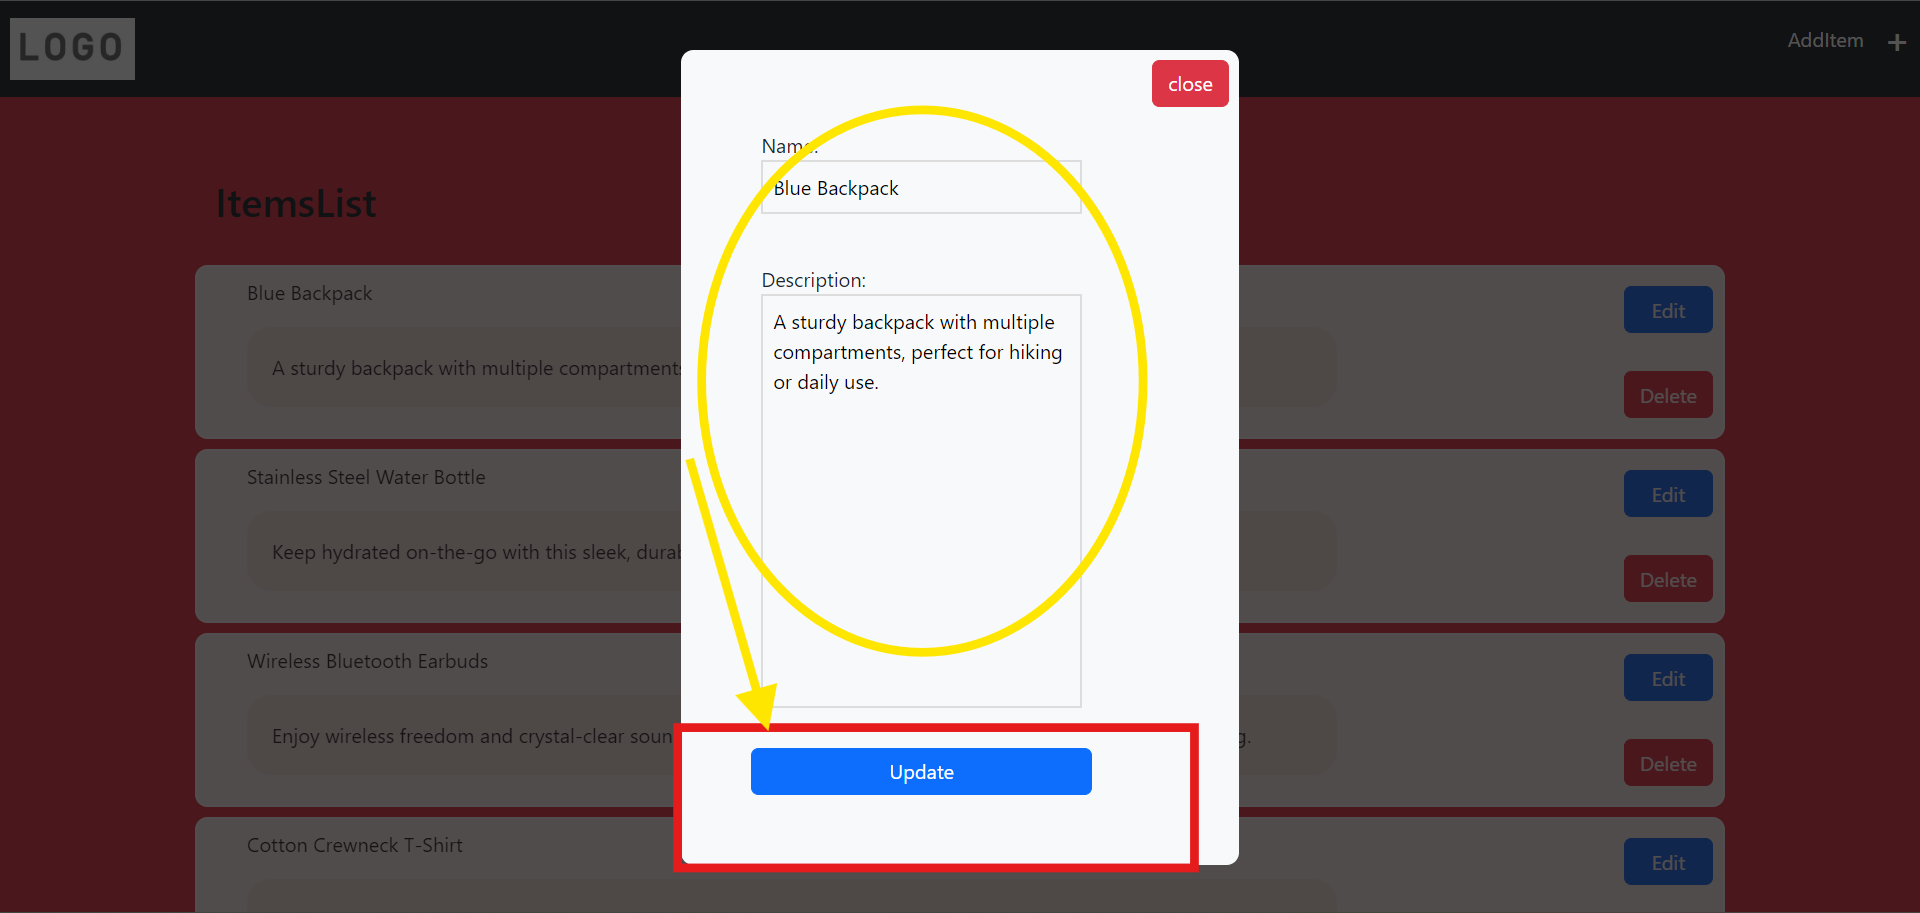 LOGO
AddItem +
close
Name:
Blue Backpack
ItemsList
Description:
Blue Backpack
Edit
A sturdy backpack with multiple
compartments, perfect for hiking
or daily use.
A sturdy backpack with multiple compartments
Delete
Stainless Steel Water Bottle
Edit
Keep hydrated on-the-go with this sleek,
Delete
Wireless Bluetooth Earbuds
Edit
Enjoy wireless freedom and crystal-clear
g.
Delete
Update
Cotton Crewneck T-Shirt
Edit